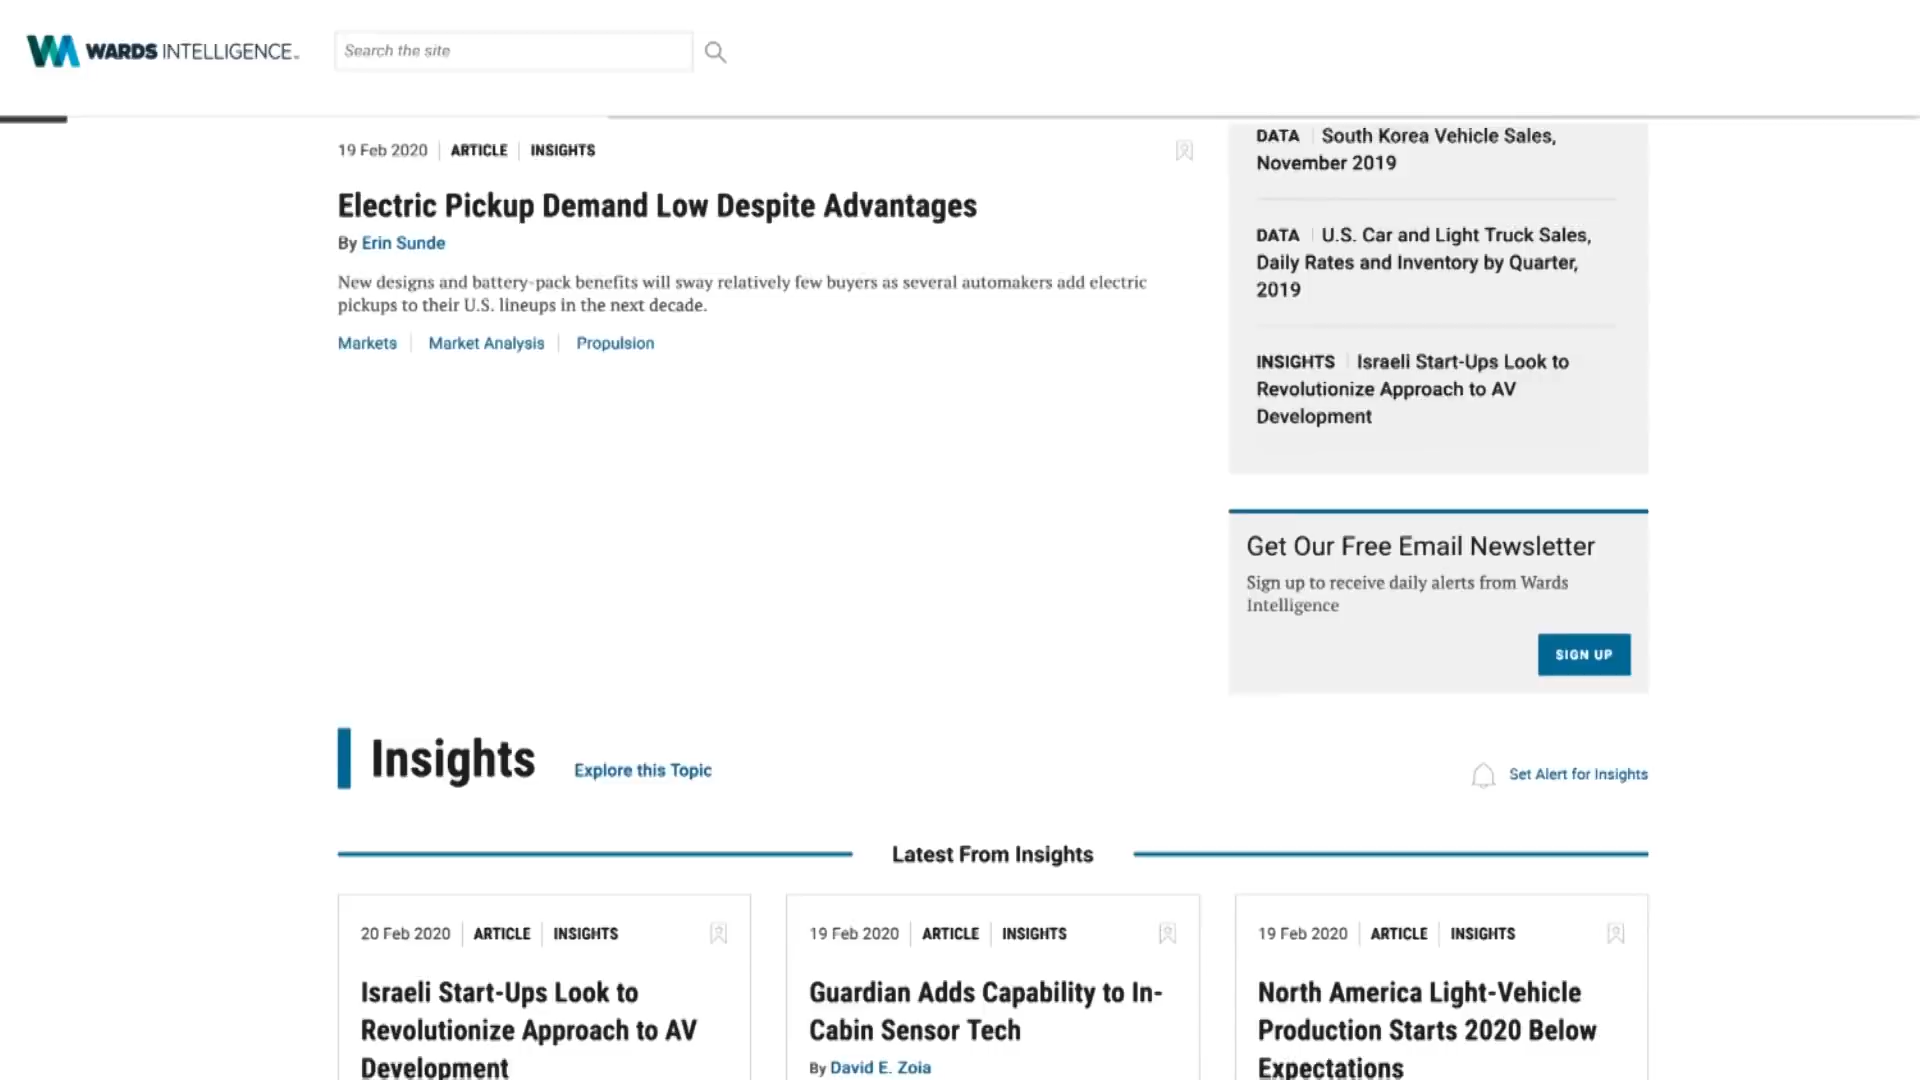 WARDS INTELLIGENCE
Search the site
19 Feb 2020 ARTICLE INSIGHTS
Electric Pickup Demand Low Despite Advantages
By Erin Sunde
New designs and battery-pack benefits will sway relatively few buyers as several automakers add electric
pickups to their U.S. lineups in the next decade.
Markets Market Analysis Propulsion
DATA South Korea Vehicle Sales,
November 2019
DATA U.S. Car and Light Truck Sales,
Daily Rates and Inventory by Quarter,
2019
INSIGHTS Israeli Start-Ups Look to
Revolutionize Approach to AV
Development
Get Our Free Email Newsletter
Sign up to receive daily alerts from Wards
Intelligence
SIGN UP
Insights Explore this Topic
Set Alert for Insights
Latest From Insights
20 Feb 2020 ARTICLE INSIGHTS
Israeli Start-Ups Look to
Revolutionize Approach to AV
Development
19 Feb 2020 ARTICLE INSIGHTS
Guardian Adds Capability to In-
Cabin Sensor Tech
By David E. Zoia
19 Feb 2020 ARTICLE INSIGHTS
North America Light-Vehicle
Production Starts 2020 Below
Expectations